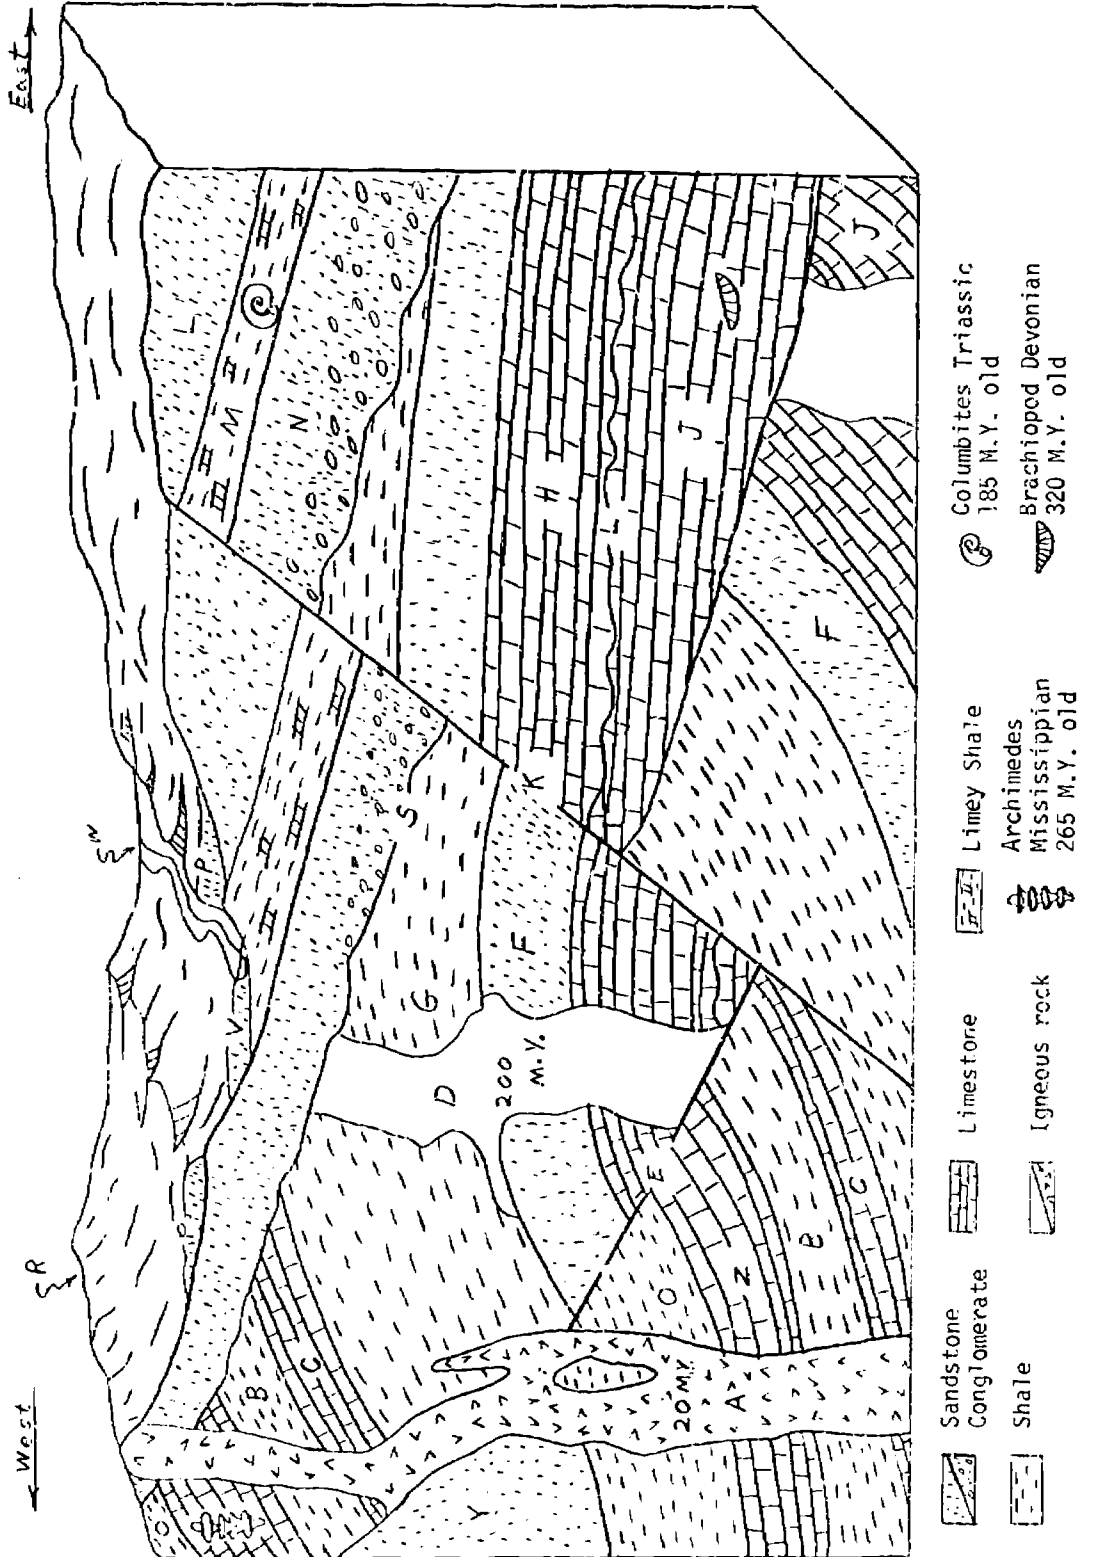 West
East
R
W
O
V
P
L
M
N
B
C
S
G
D
200
M.Y.
F
K
H
Y
L
E
J
O
Z
20 M.Y.
A
B
C
F
J
Sandstone
Conglomerate
Shale
Limestone
Igneous rock
Limey Shale
Archimedes
Mississippian
265 M.Y. old
Columbites Triassic
185 M.Y. old
Brachiopod Devonian
320 M.Y. old